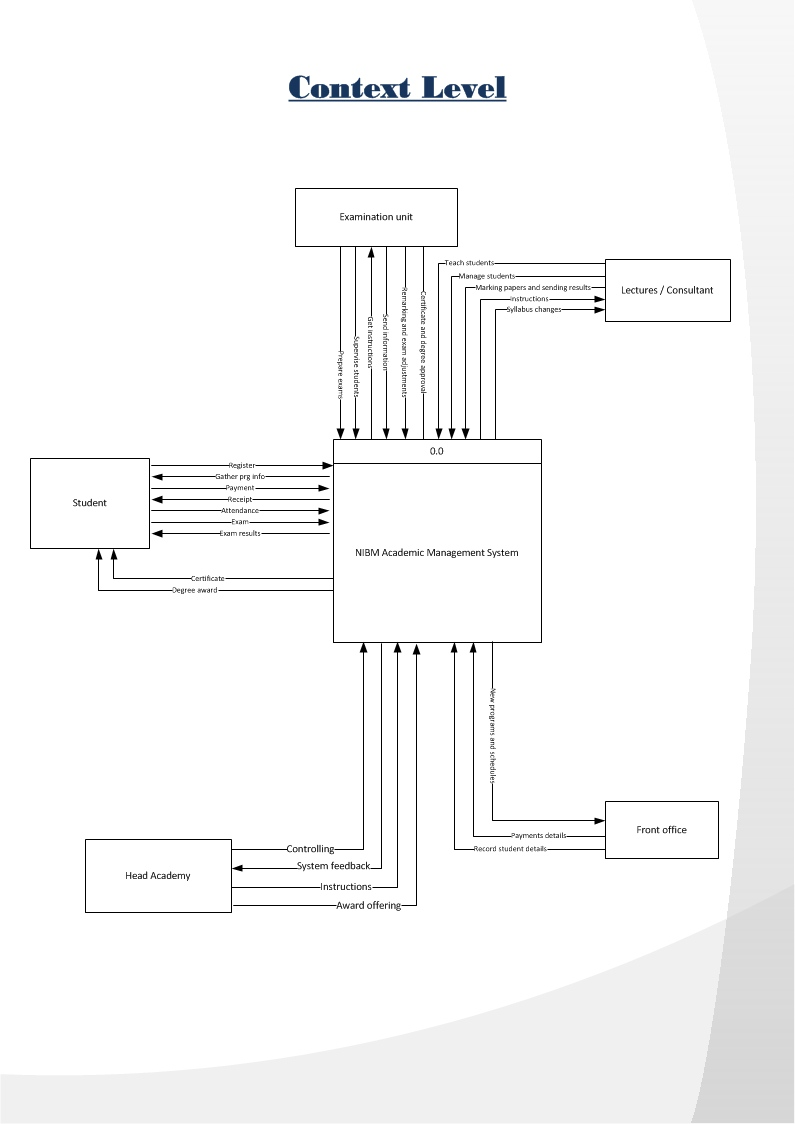 Context Level
Examination unit
Teach students
Manage students
Marking papers and sending results
Instructions
Syllabus changes
Lectures / Consultant
Prepare exams
Supervise students
Get instructions
Send information
Remarking and exam adjustments
Certificate and degree approval
0.0
NIBM Academic Management System
Student
Register
Gather prg info
Payment
Receipt
Attendance
Exam
Exam results
Certificate
Degree award
New programs and schedules
Front office
Payments details
Record student details
Head Academy
Controlling
System feedback
Instructions
Award offering